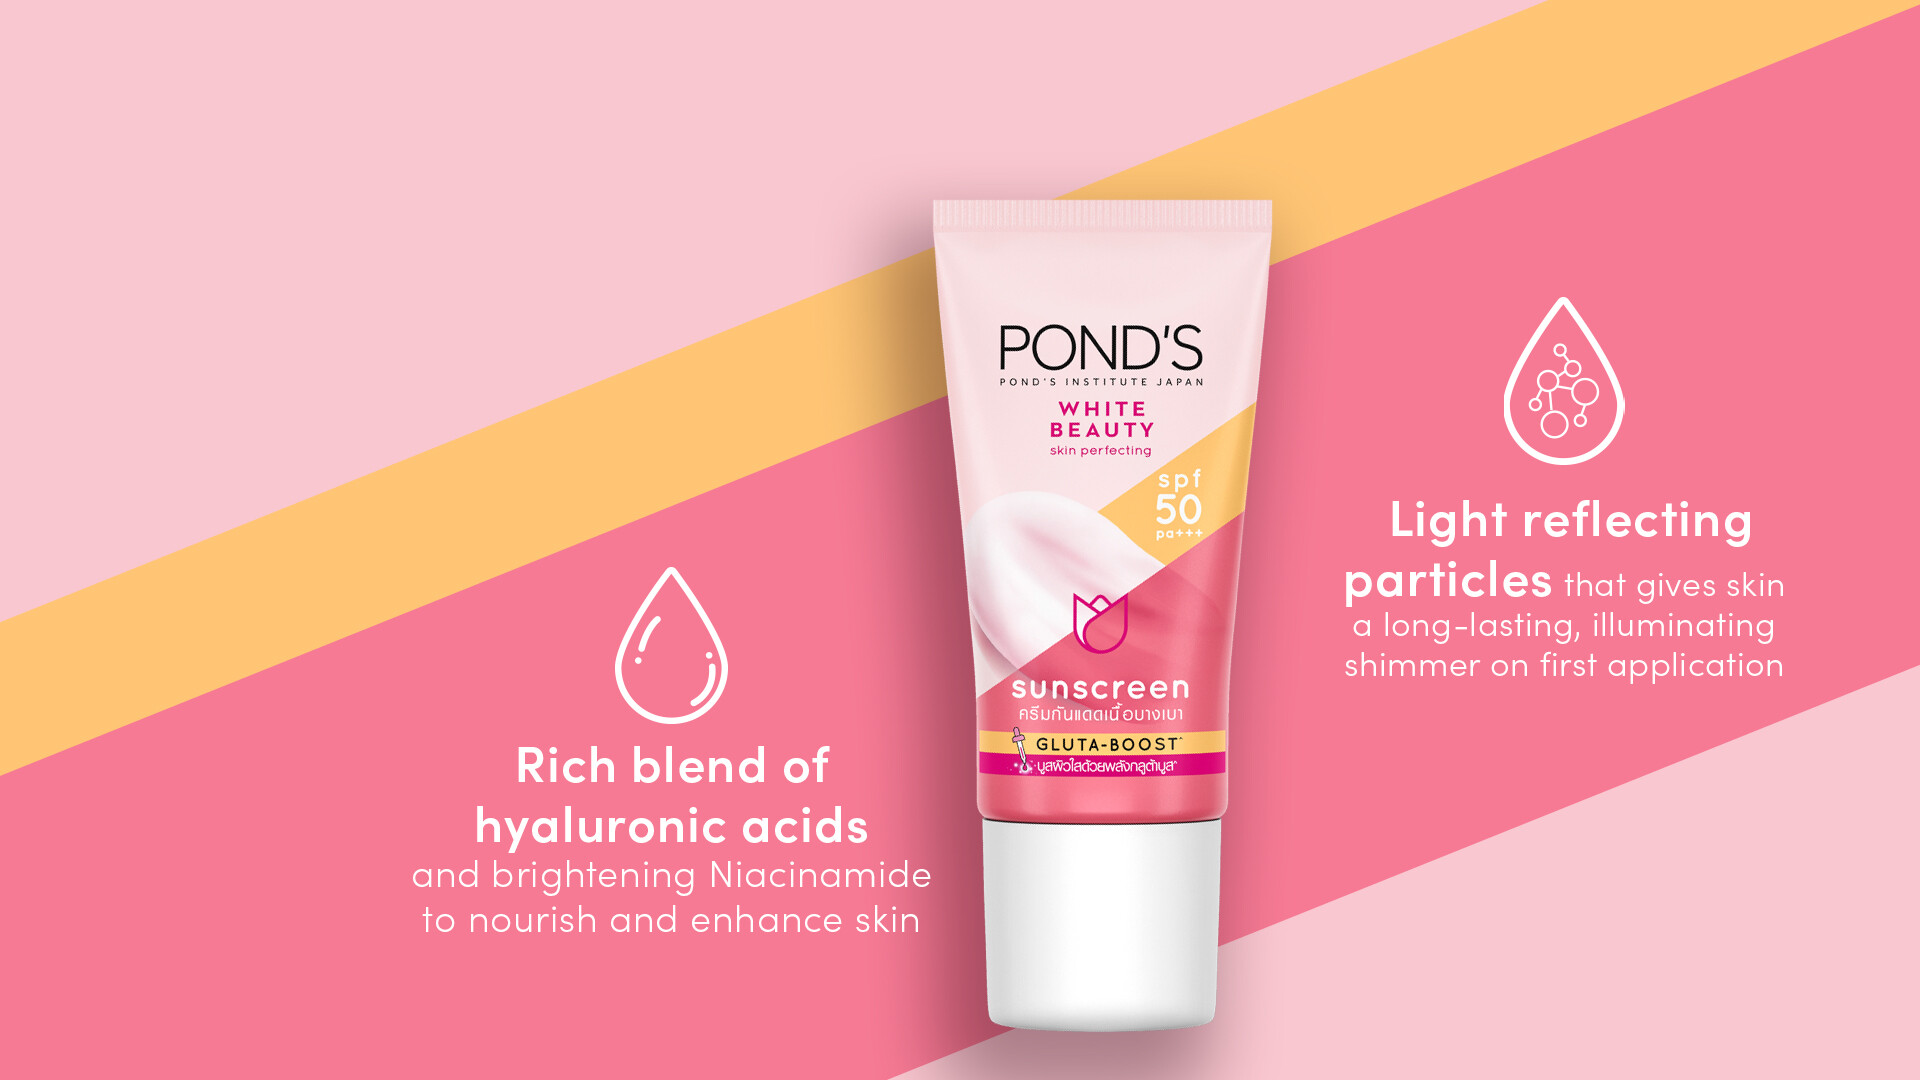 POND'S
POND'S INSTITUTE JAPAN
WHITE
BEAUTY
skin perfecting
spf
50
pa+++
sunscreen
ครีมกันแดดเนื้อบางเบา
GLUTA-BOOST^
บูสผิวใสด้วยพลังกลูต้าบูส^
Rich blend of
hyaluronic acids
and brightening Niacinamide
to nourish and enhance skin
Light reflecting
particles that gives skin
a long-lasting, illuminating
shimmer on first application